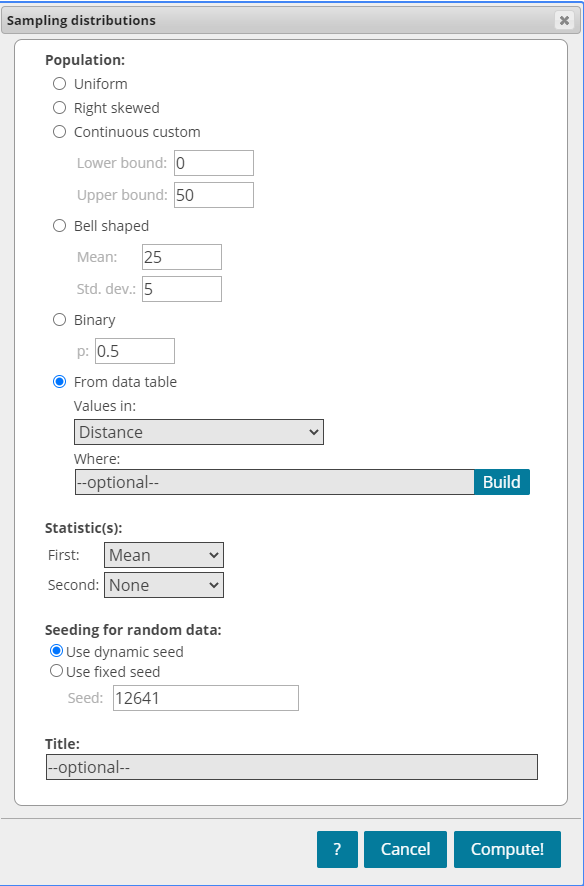 Sampling distributions
Population:
Uniform
Right skewed
Continuous custom
Lower bound: 0
Upper bound: 50
Bell shaped
Mean: 25
Std. dev.: 5
Binary
p: 0.5
From data table
Values in:
Distance
Where:
--optional-- Build
Statistic(s):
First: Mean
Second: None
Seeding for random data:
Use dynamic seed
Use fixed seed
Seed: 12641
Title:
--optional--
? Cancel Compute!